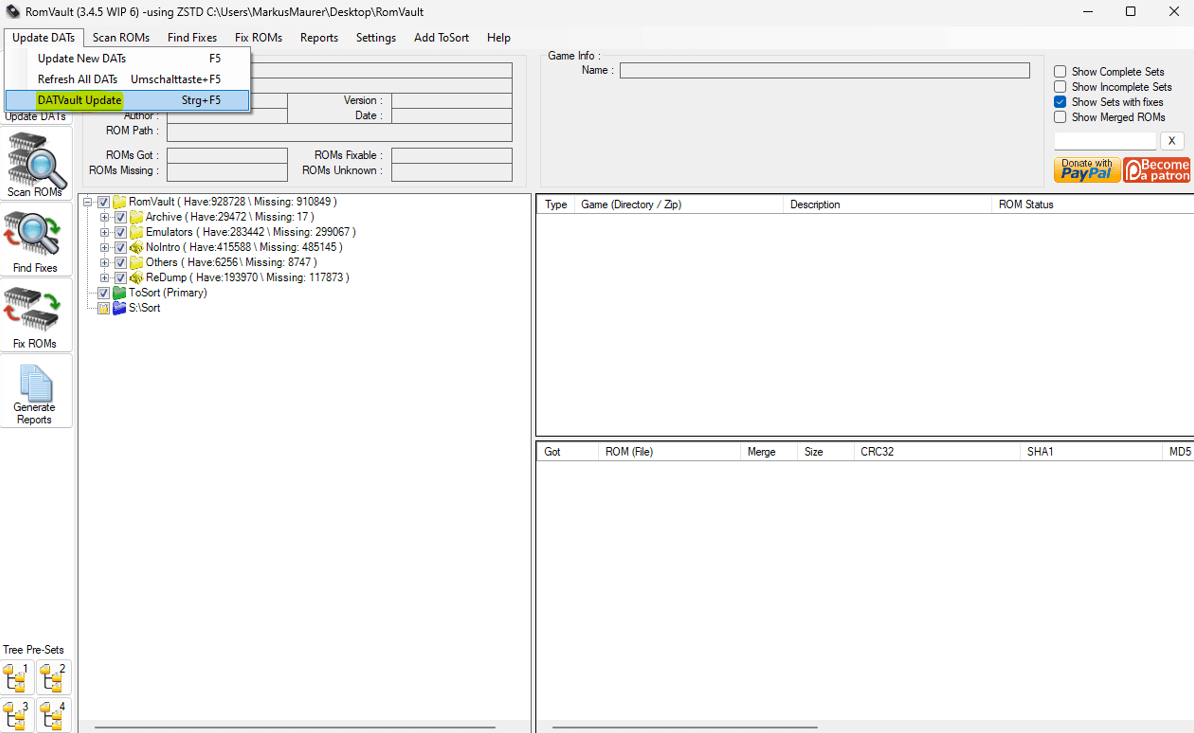 RomVault (3.4.5 WIP 6) -using ZSTD C:\Users\MarkusMaurer\Desktop\RomVault
Update DATs Scan ROMs Find Fixes Fix ROMs Reports Settings Add ToSort Help
Update New DATs F5
Refresh All DATs Umschalttaste+F5
DATVault Update Strg+F5
Update DATs
Author :
Version :
Date :
ROM Path :
ROMs Got :
ROMs Fixable :
ROMs Missing :
ROMs Unknown :
Game Info :
Name :
Show Complete Sets
Show Incomplete Sets
Show Sets with fixes
Show Merged ROMs
X
Donate with
PayPal
Become
a patron
Scan ROMs
Find Fixes
Fix ROMs
Generate
Reports
RomVault ( Have:928728 \ Missing: 910849 )
Archive ( Have:29472 \ Missing: 17 )
Emulators ( Have:283442 \ Missing: 299067 )
NoIntro ( Have:415588 \ Missing: 485145 )
Others ( Have:6256 \ Missing: 8747 )
ReDump ( Have:193970 \ Missing: 117873 )
ToSort (Primary)
S:\Sort
Type Game (Directory / Zip) Description ROM Status
Got ROM (File) Merge Size CRC32 SHA1 MD5
Tree Pre-Sets
1 2
3 4